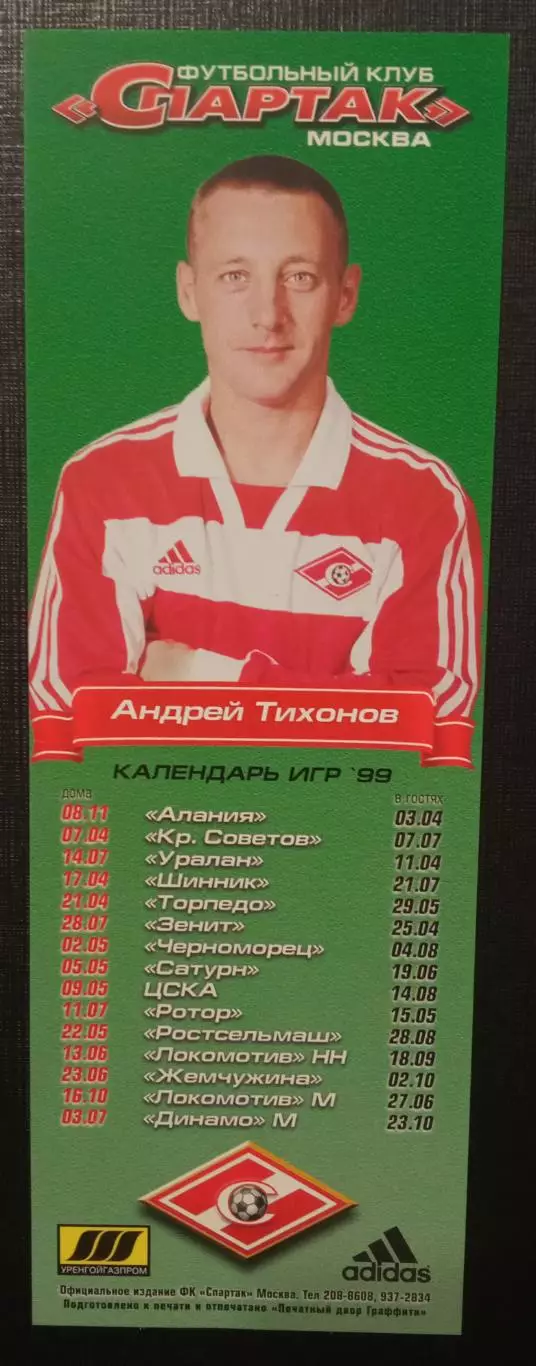 ФУТБОЛЬНЫЙ КЛУБ
«СПАРТАК»
МОСКВА
adidas
Андрей Тихонов
КАЛЕНДАРЬ ИГР `99
дома в гостях
08.11 «Алания» 03.04
07.04 «Кр. Советов» 07.07
14.07 «Уралан» 11.04
17.04 «Шинник» 21.07
21.04 «Торпедо» 29.05
28.07 «Зенит» 25.04
02.05 «Черноморец» 04.08
05.05 «Сатурн» 19.06
09.05 ЦСКА 14.08
11.07 «Ротор» 15.05
22.05 «Ростсельмаш» 28.08
13.06 «Локомотив» НН 18.09
23.06 «Жемчужина» 02.10
16.10 «Локомотив» М 27.06
03.07 «Динамо» М 23.10
С
УРЕНГОЙГАЗПРОМ
adidas
Официальное издание ФК «Спартак» Москва. Тел 208-8608, 937-2834
Подготовлено к печати и отпечатано «Печатный двор Граффити»